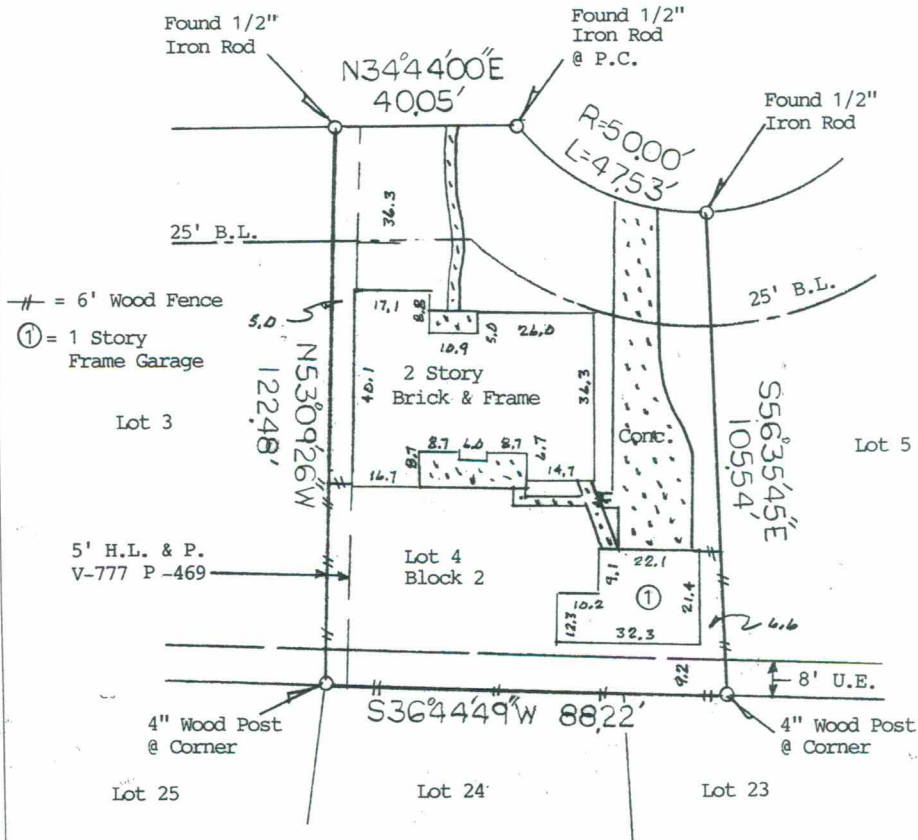 Found 1/2"
Iron Rod
Found 1/2"
Iron Rod
@ P.C.
N34°44'00"E
40.05'
Found 1/2"
Iron Rod
R=50.00'
L=47.53'
36.3
25' B.L.
25' B.L.
-//- = 6' Wood Fence
① = 1 Story
Frame Garage
5.0
17.1
8.8
5.0
26.0
10.9
2 Story
Brick & Frame
40.1
36.3
N53°09'26"W
122.48'
Lot 3
Conc.
S56°35'45"E
105.54'
Lot 5
8.7
8.7
6.0
8.7
6.7
16.7
14.7
5' H.L. & P.
V-777 P-469
Lot 4
Block 2
22.1
9.1
①
21.4
10.2
12.3
32.3
6.6
9.2
8' U.E.
4" Wood Post
@ Corner
S36°44'49"W 88.22'
4" Wood Post
@ Corner
Lot 25
Lot 24
Lot 23